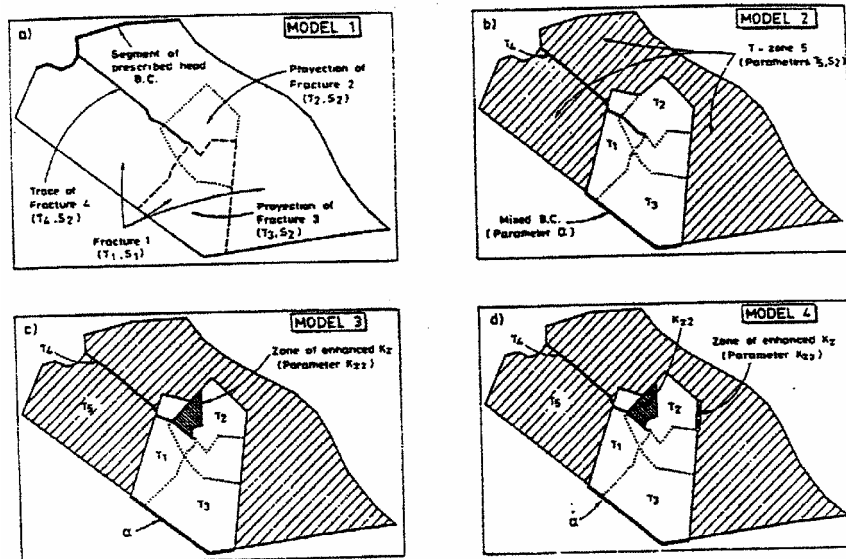 a)
MODEL 1
Segment of
prescribed head
B.C.
Proyection of
Fracture 2
(T2,S2)
Trace of
Fracture 4
(T4,S2)
Fracture 1
(T1,S1)
Proyection of
Fracture 3
(T3,S2)
b)
MODEL 2
T4
T - zone 5
(Parameters T5,S2)
T2
T1
T3
Mixed B.C.
(Parameter α)
c)
MODEL 3
T4
Zone of enhanced Kz
(Parameter Kz2)
T5
T2
T1
T3
α
d)
MODEL 4
Kz2
T4
Zone of enhanced Kz
(Parameter Kz3)
T5
T2
T1
T3
α